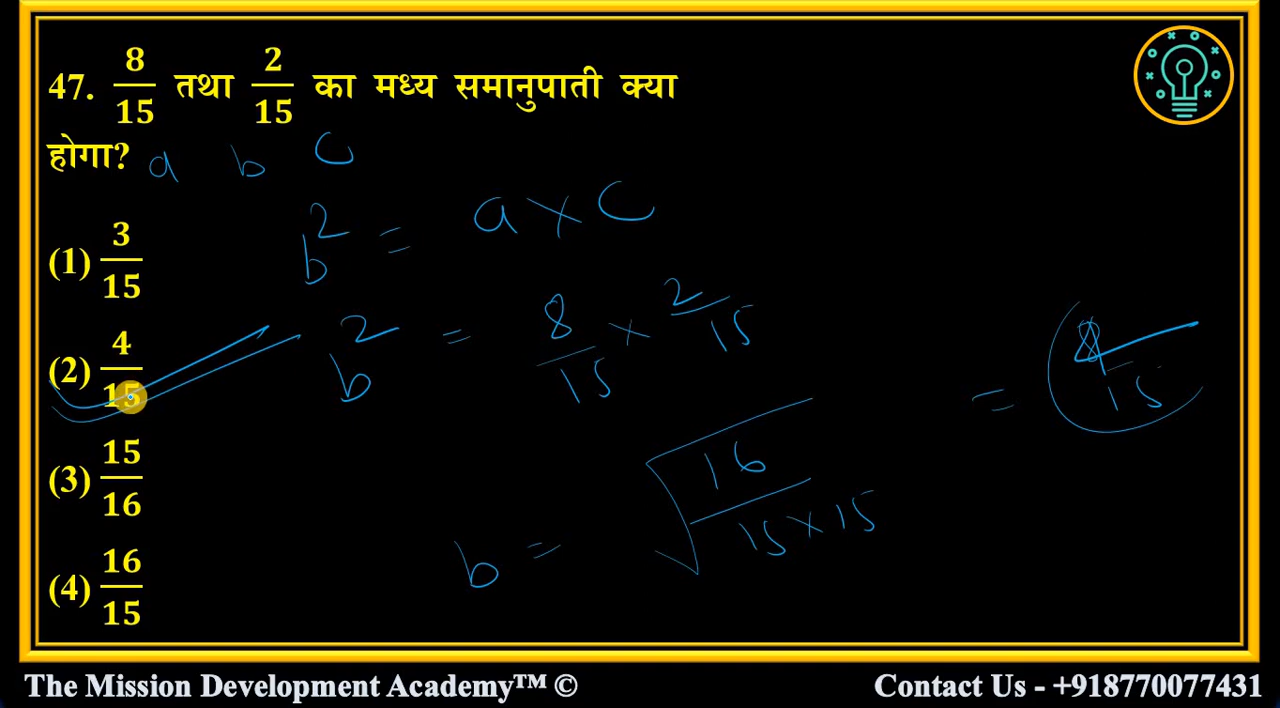 47. 8/15 तथा 2/15 का मध्य समानुपाती क्या
होगा?
a b c
b² = a × c
(1) 3/15
b² = 8/15 × 2/15
(2) 4/15
b = √(16/(15×15))
= 4/15
(3) 15/16
(4) 16/15
The Mission Development Academy™ ©
Contact Us - +918770077431